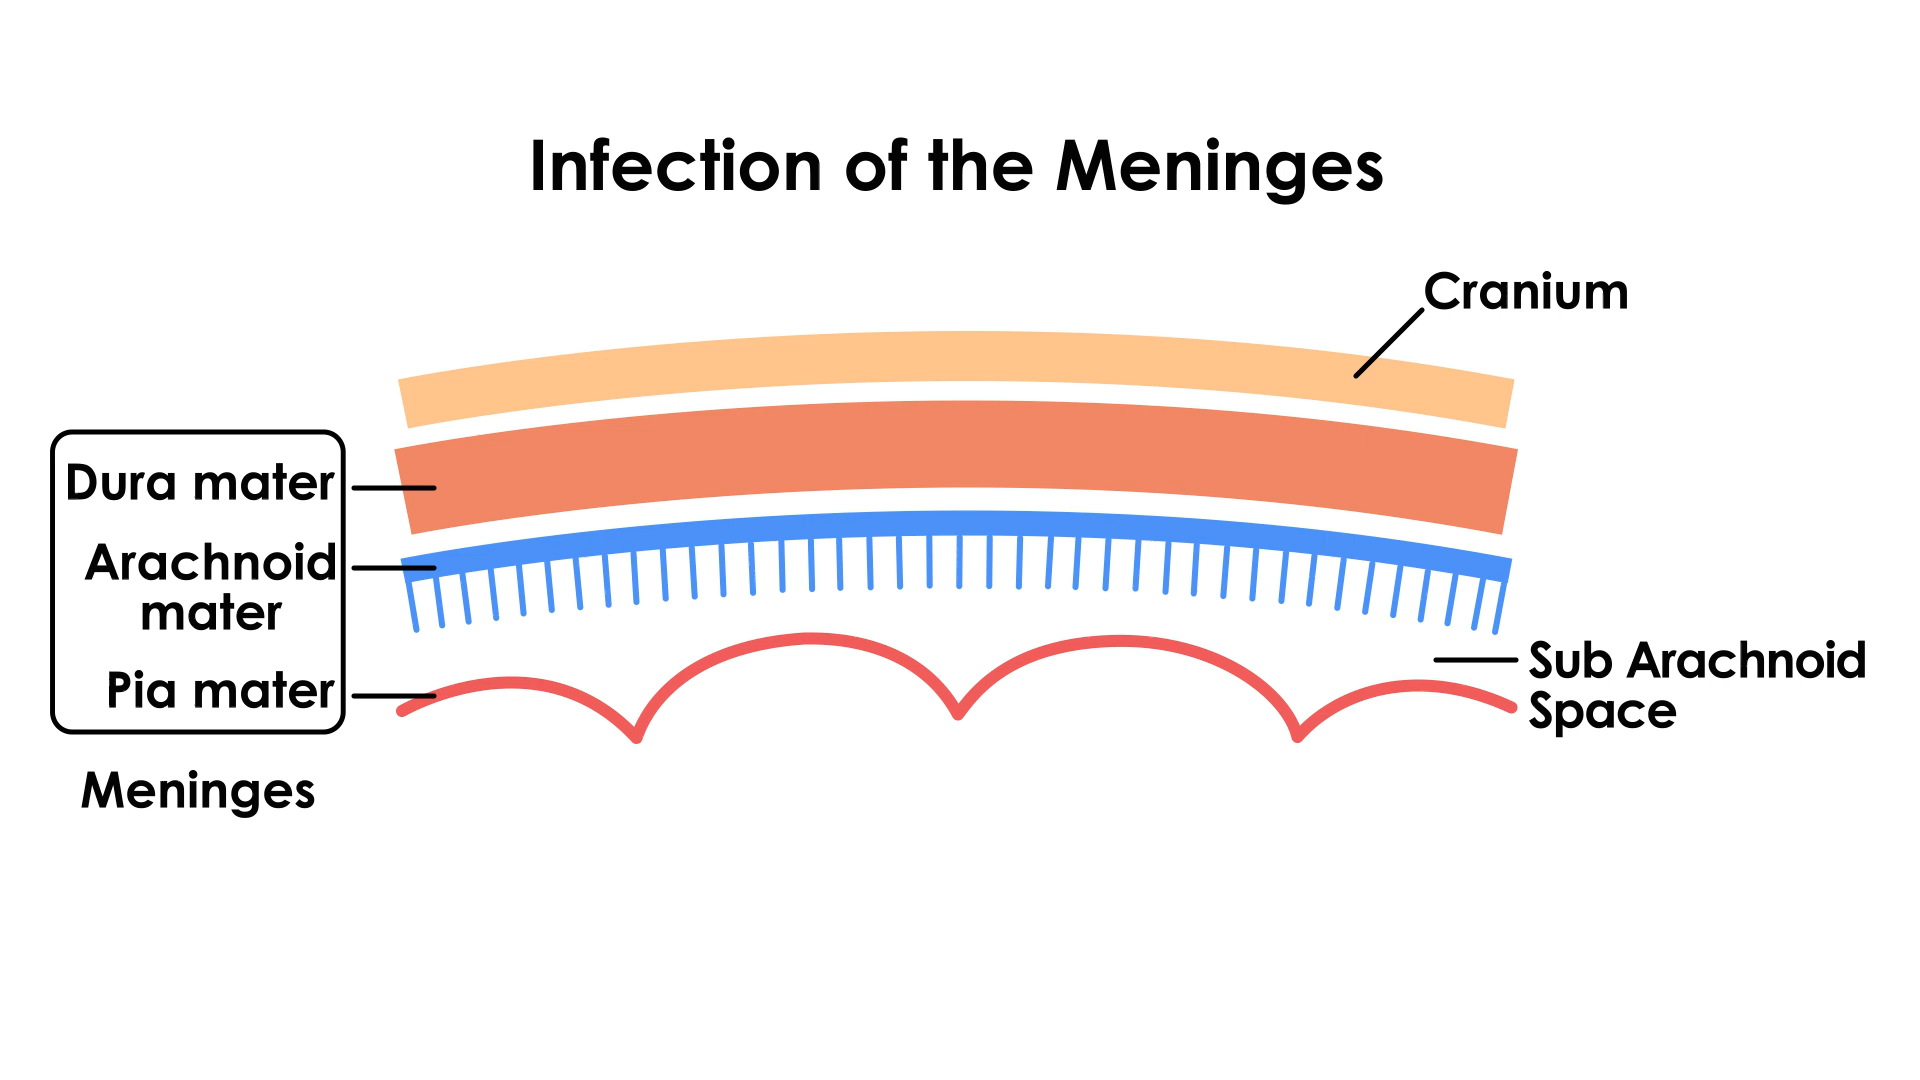 Infection of the Meninges
Cranium
Dura mater
Arachnoid
mater
Pia mater
Sub Arachnoid
Space
Meninges